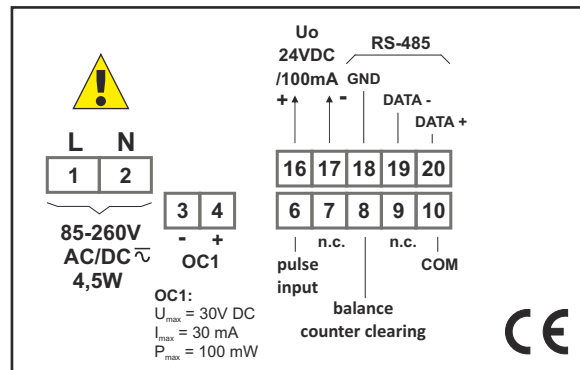 Uo
24VDC
/100mA
+ -
RS-485
GND
DATA -
DATA +
!
L N
1 2
85-260V
AC/DC
4,5W
3 4
- +
OC1
OC1:
Umax = 30V DC
Imax = 30 mA
Pmax = 100 mW
16 17 18 19 20
6 7 8 9 10
n.c. n.c.
pulse
input
COM
balance
counter clearing
CE